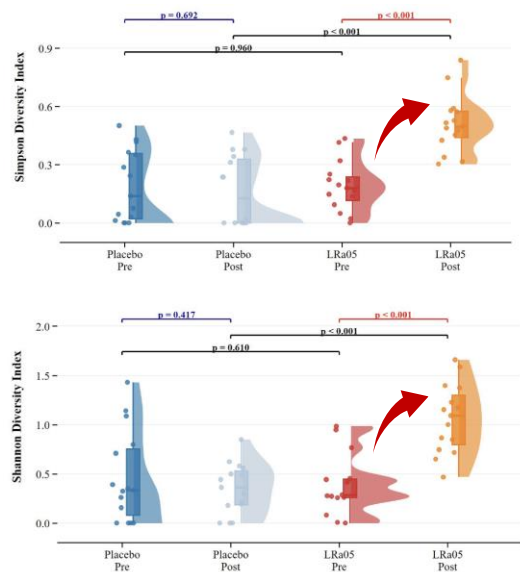 p = 0.692
p < 0.001
p < 0.001
p = 0.960
Simpson Diversity Index
0.9
0.6
0.3
0.0
Placebo
Pre
Placebo
Post
LRa05
Pre
LRa05
Post
p = 0.417
p < 0.001
p < 0.001
p = 0.610
Shannon Diversity Index
2.0
1.5
1.0
0.5
0.0
Placebo
Pre
Placebo
Post
LRa05
Pre
LRa05
Post